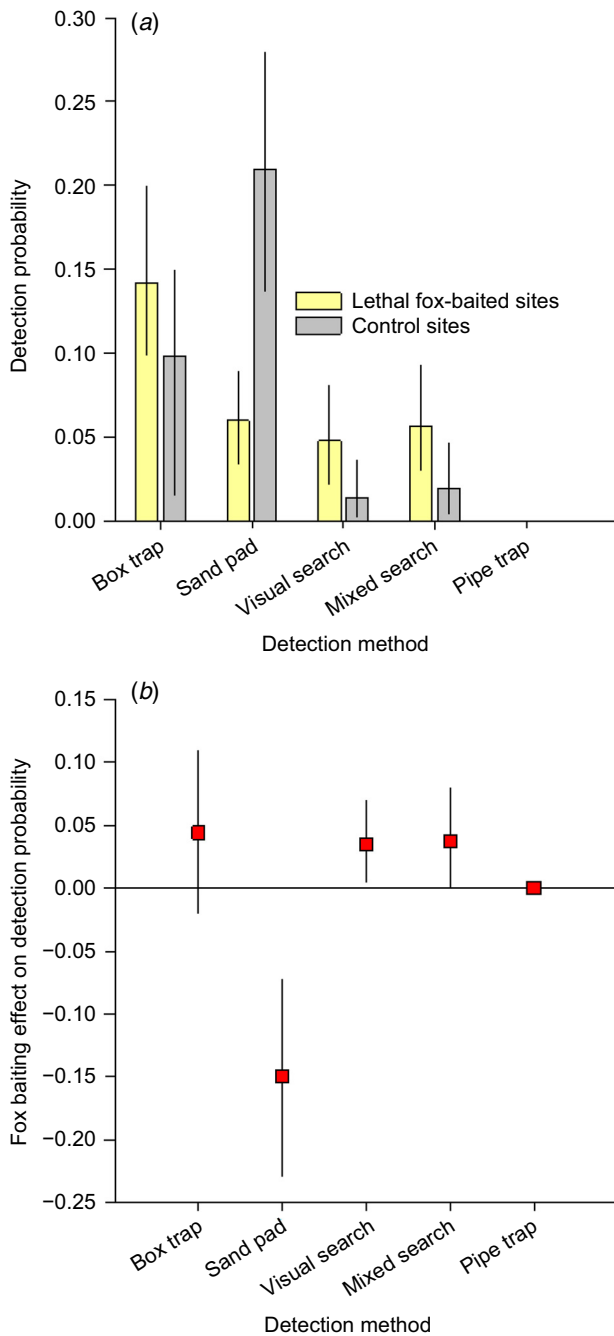 (a)
0.30
0.25
0.20
0.15
0.10
0.05
0.00
Detection probability
Lethal fox-baited sites
Control sites
Box trap
Sand pad
Visual search
Mixed search
Pipe trap
Detection method
(b)
0.15
0.10
0.05
0.00
−0.05
−0.10
−0.15
−0.20
−0.25
Fox baiting effect on detection probability
Box trap
Sand pad
Visual search
Mixed search
Pipe trap
Detection method